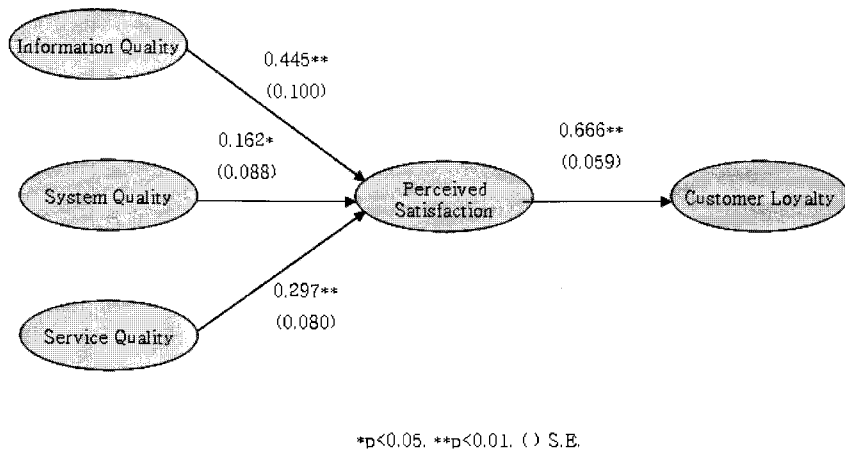 Information Quality
0.445**
(0.100)
0.162*
(0.088)
System Quality
Perceived
Satisfaction
0.666**
(0.059)
Customer Loyalty
0.297**
(0.080)
Service Quality
*p<0.05. **p<0.01. ( ) S.E.